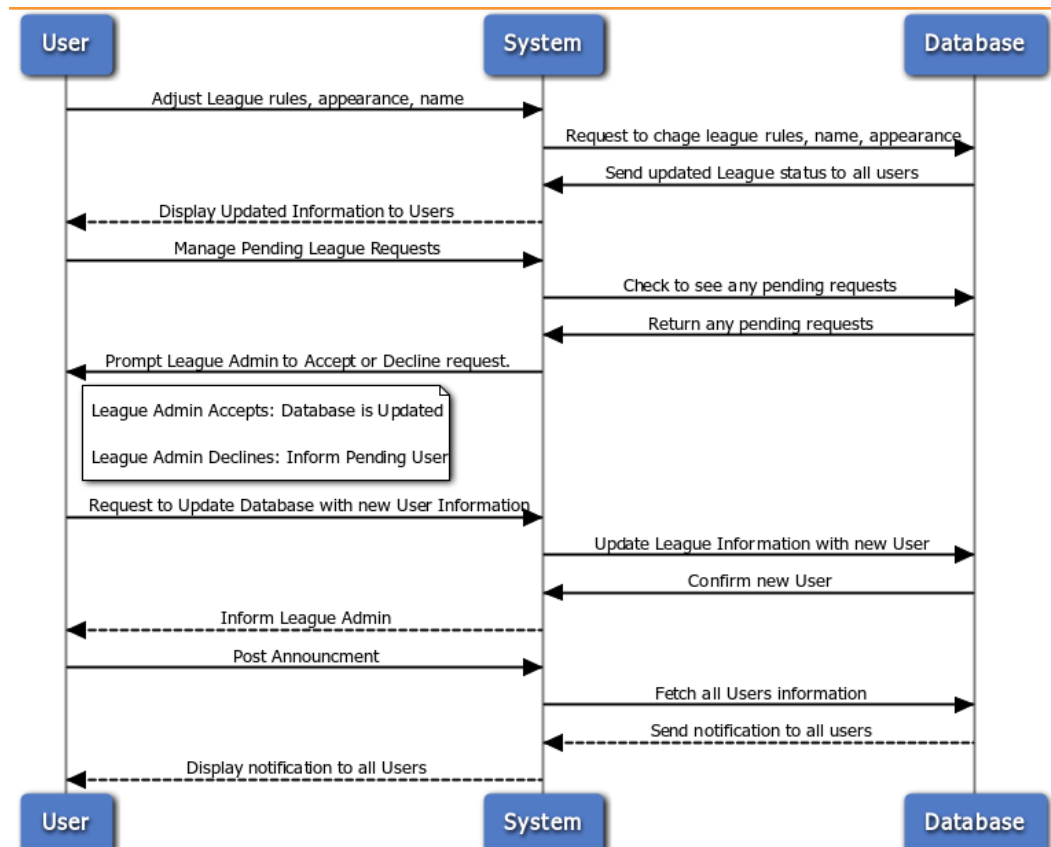 User System Database
Adjust League rules, appearance, name
Request to chage league rules, name, appearance
Send updated League status to all users
Display Updated Information to Users
Manage Pending League Requests
Check to see any pending requests
Return any pending requests
Prompt League Admin to Accept or Decline request.
League Admin Accepts: Database is Updated
League Admin Declines: Inform Pending User
Request to Update Database with new User Information
Update League Information with new User
Confirm new User
Inform League Admin
Post Announcment
Fetch all Users information
Send notification to all users
Display notification to all Users
User System Database